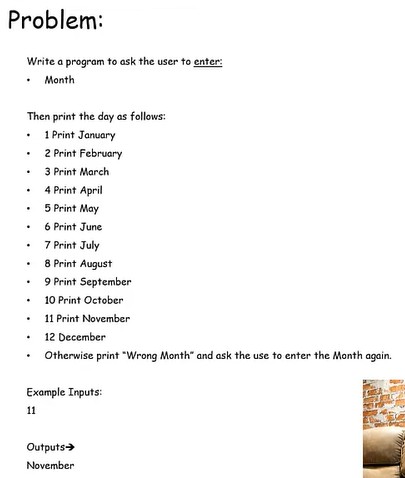 Problem:
Write a program to ask the user to enter:
• Month
Then print the day as follows:
• 1 Print January
• 2 Print February
• 3 Print March
• 4 Print April
• 5 Print May
• 6 Print June
• 7 Print July
• 8 Print August
• 9 Print September
• 10 Print October
• 11 Print November
• 12 December
• Otherwise print “Wrong Month” and ask the use to enter the Month again.
Example Inputs:
11
Outputs→
November